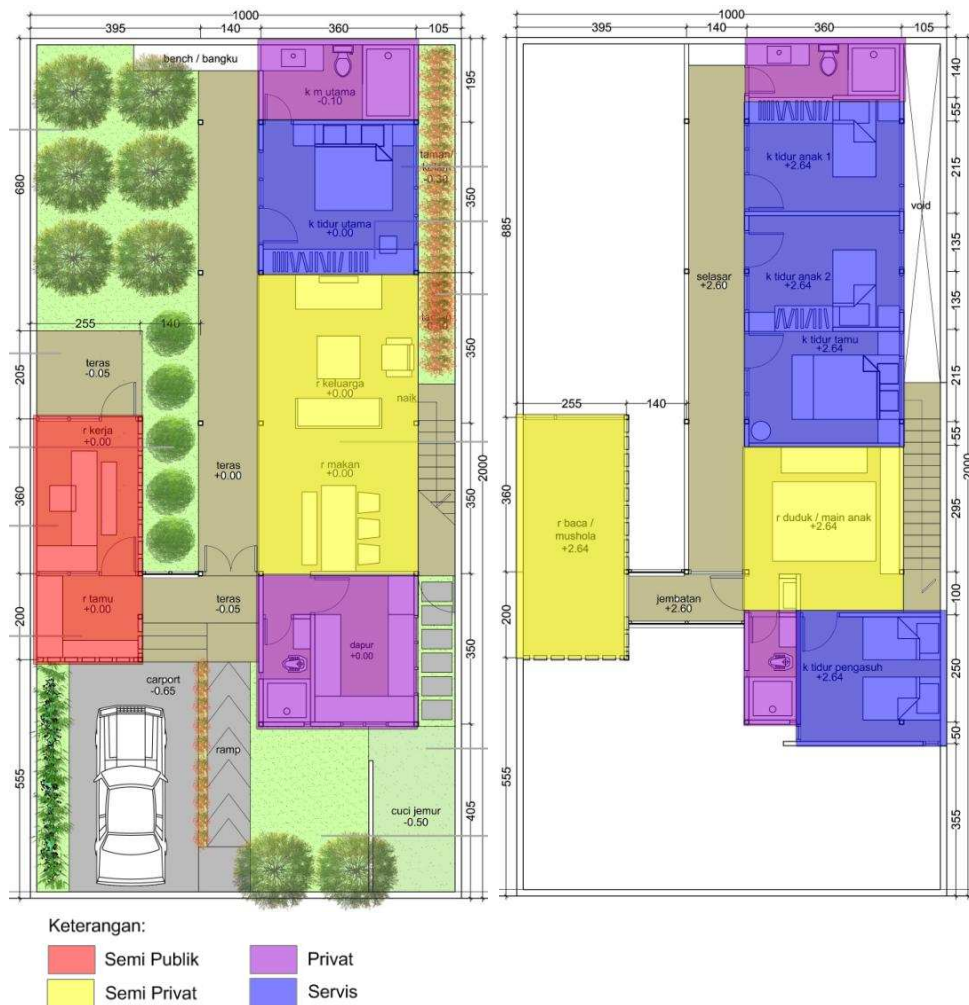 1000
395 140 360 105
bench / bangku
k m utama
-0.10
195
taman/
-0.30
680
350
k tidur utama
+0.00
255 140
teras
-0.05
205
350
r keluarga
+0.00
naik
r kerja
+0.00
360
teras
+0.00
r makan
+0.00
350
2000
r tamu
+0.00
200
teras
-0.05
dapur
+0.00
350
carport
-0.65
ramp
555
cuci jemur
-0.50
405
1000
395 140 360 105
140
55
k tidur anak 1
+2.64
215
void
885
selasar
+2.60
k tidur anak 2
+2.64
135
135
k tidur tamu
+2.64
215
255 140
55
2000
360
r baca /
mushola
+2.64
r duduk / main anak
+2.64
295
200
jembatan
+2.60
k tidur pengasuh
+2.64
250
50
555
355
Keterangan:
Semi Publik
Privat
Semi Privat
Servis